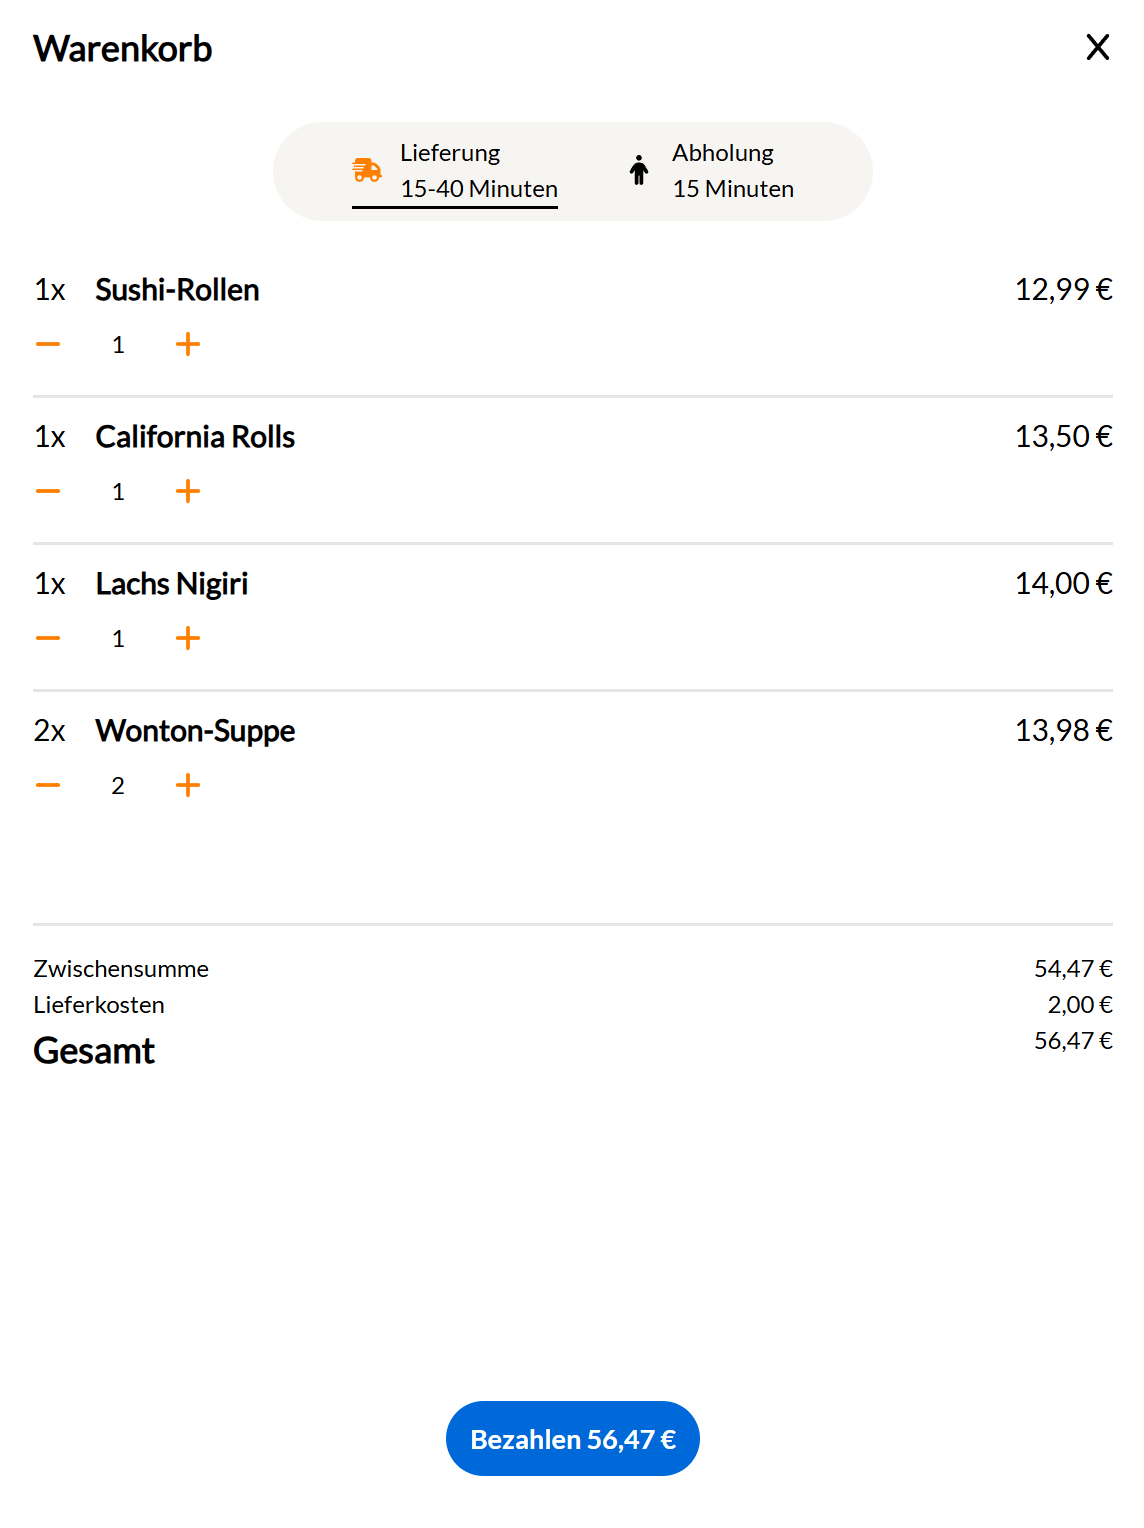 Warenkorb
Lieferung
15-40 Minuten
Abholung
15 Minuten
1x Sushi-Rollen 12,99 €
1
1x California Rolls 13,50 €
1
1x Lachs Nigiri 14,00 €
1
2x Wonton-Suppe 13,98 €
2
Zwischensumme 54,47 €
Lieferkosten 2,00 €
Gesamt 56,47 €
Bezahlen 56,47 €